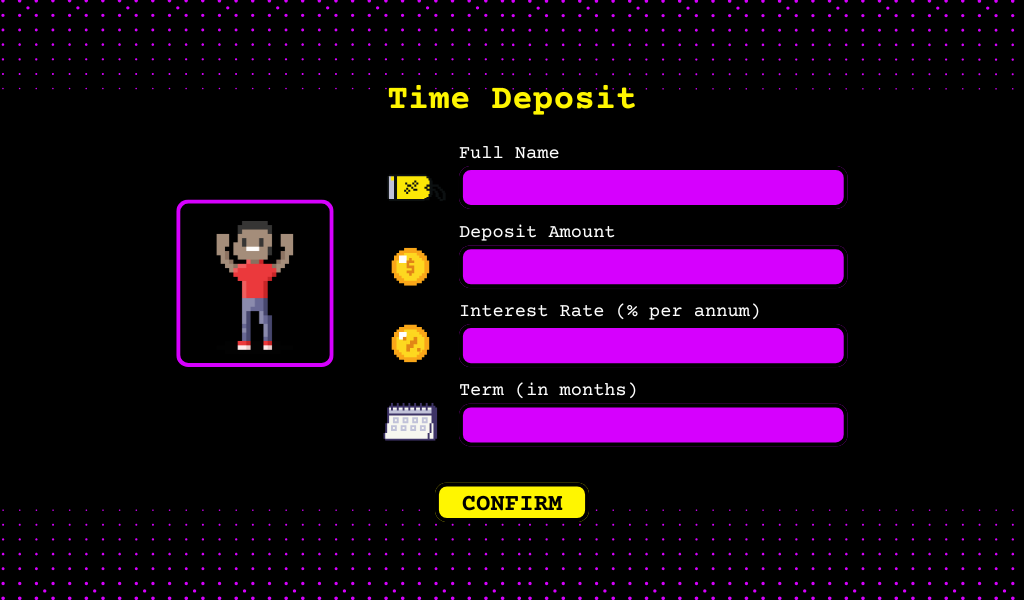 Time Deposit
Full Name
Deposit Amount
Interest Rate (% per annum)
Term (in months)
CONFIRM